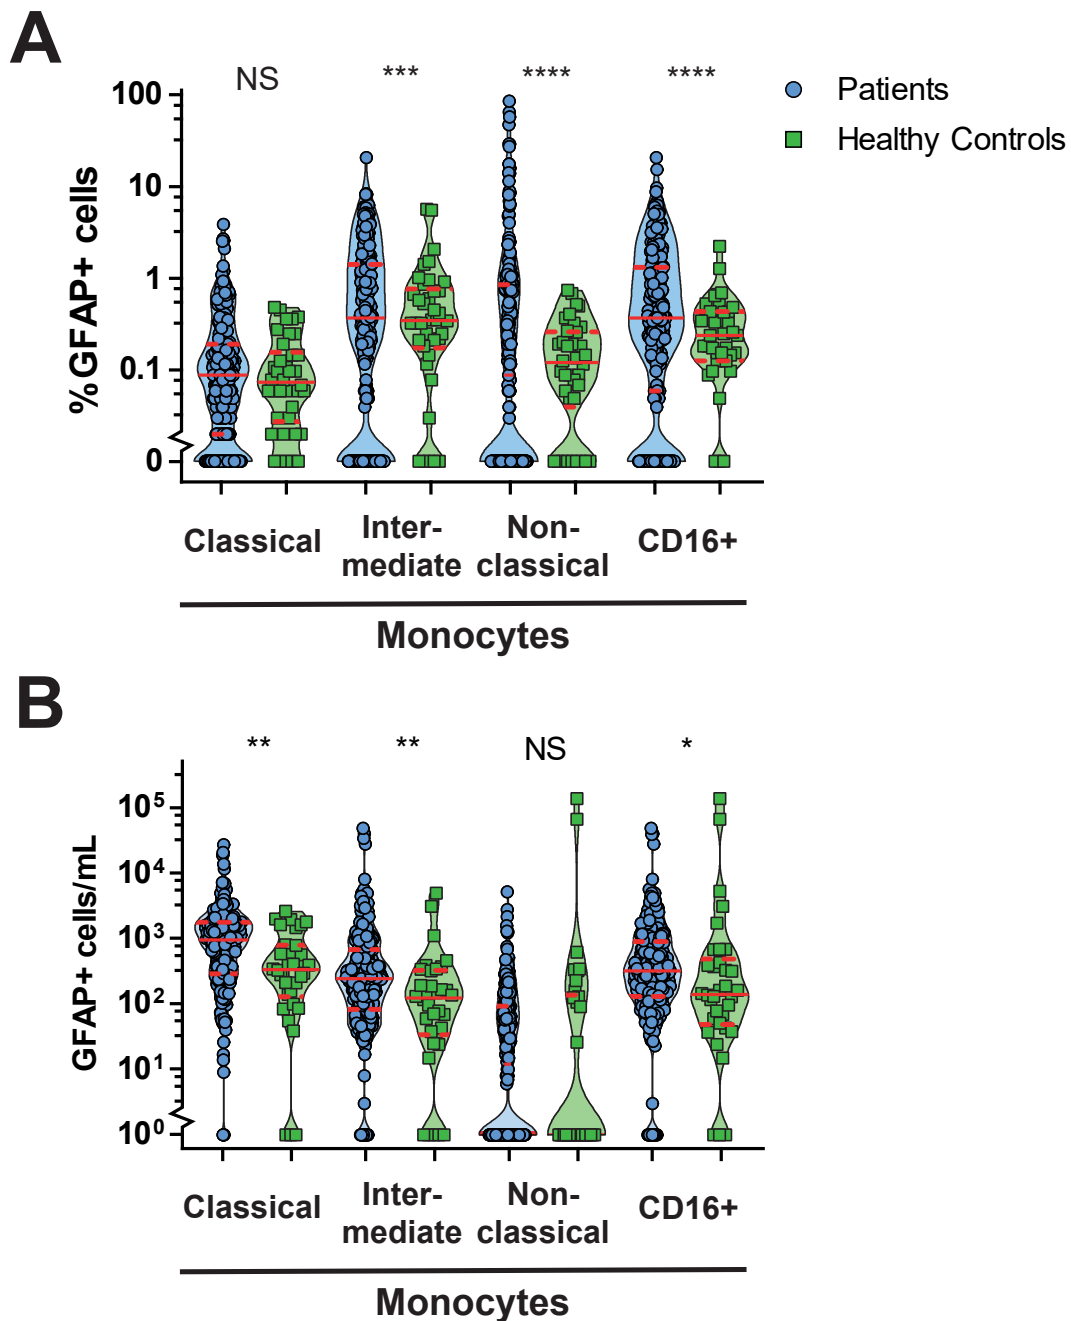 A
NS *** **** ****
Patients
Healthy Controls
%GFAP+ cells
100
10
1
0.1
0
Classical
Inter-
mediate
Non-
classical
CD16+
Monocytes
B
** ** NS *
GFAP+ cells/mL
10⁵
10⁴
10³
10²
10¹
10⁰
Classical
Inter-
mediate
Non-
classical
CD16+
Monocytes